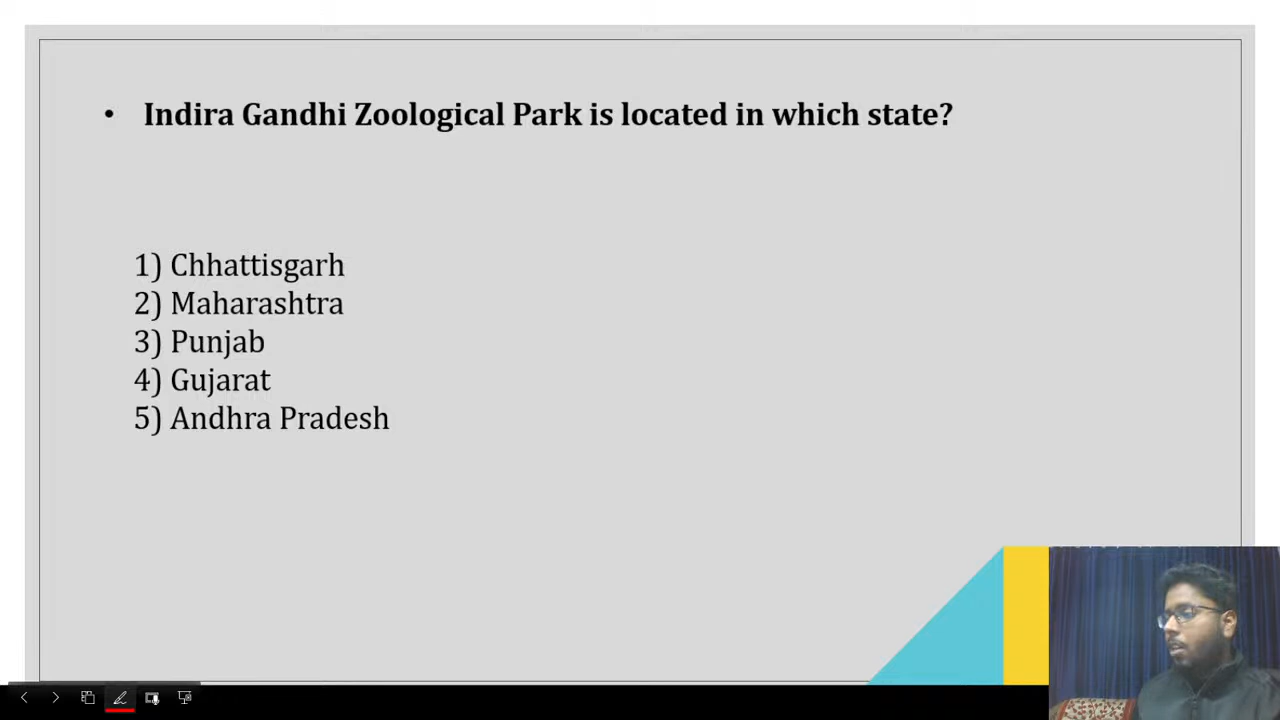 • Indira Gandhi Zoological Park is located in which state?
1) Chhattisgarh
2) Maharashtra
3) Punjab
4) Gujarat
5) Andhra Pradesh